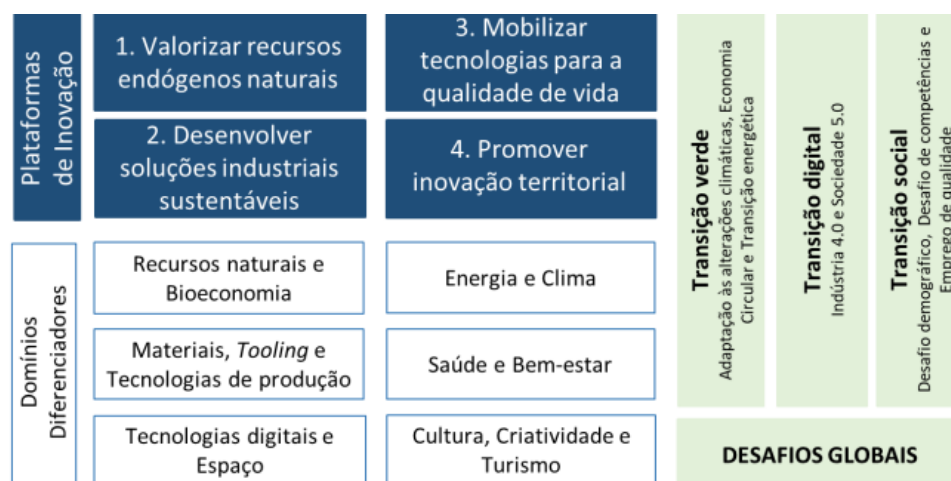 Plataformas
de Inovação
1. Valorizar recursos
endógenos naturais
3. Mobilizar
tecnologias para a
qualidade de vida
2. Desenvolver
soluções industriais
sustentáveis
4. Promover
inovação territorial
Domínios
Diferenciadores
Recursos naturais e
Bioeconomia
Energia e Clima
Materiais, Tooling e
Tecnologias de produção
Saúde e Bem-estar
Tecnologias digitais e
Espaço
Cultura, Criatividade e
Turismo
Transição verde
Adaptação às alterações climáticas, Economia
Circular e Transição energética
Transição digital
Indústria 4.0 e Sociedade 5.0
Transição social
Desafio demográfico, Desafio de competências e
Emprego de qualidade
DESAFIOS GLOBAIS